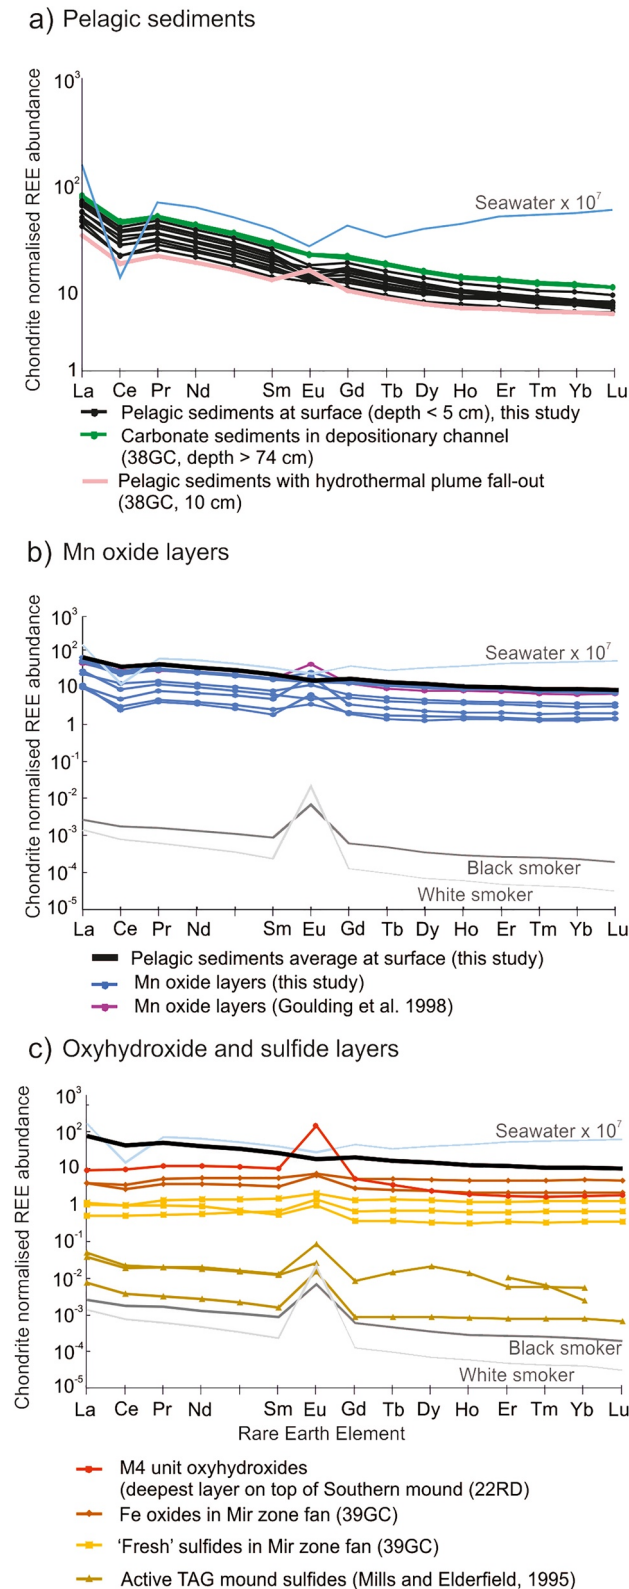 a) Pelagic sediments
Chondrite normalised REE abundance
10³
10²
10
1
Seawater x 10⁷
La Ce Pr Nd Sm Eu Gd Tb Dy Ho Er Tm Yb Lu
Pelagic sediments at surface (depth < 5 cm), this study
Carbonate sediments in depositionary channel
(38GC, depth > 74 cm)
Pelagic sediments with hydrothermal plume fall-out
(38GC, 10 cm)
b) Mn oxide layers
Chondrite normalised REE abundance
10³
10²
10
1
10⁻¹
10⁻²
10⁻³
10⁻⁴
10⁻⁵
Seawater x 10⁷
Black smoker
White smoker
La Ce Pr Nd Sm Eu Gd Tb Dy Ho Er Tm Yb Lu
Pelagic sediments average at surface (this study)
Mn oxide layers (this study)
Mn oxide layers (Goulding et al. 1998)
c) Oxyhydroxide and sulfide layers
Chondrite normalised REE abundance
10³
10²
10
1
10⁻¹
10⁻²
10⁻³
10⁻⁴
10⁻⁵
Seawater x 10⁷
Black smoker
White smoker
La Ce Pr Nd Sm Eu Gd Tb Dy Ho Er Tm Yb Lu
Rare Earth Element
M4 unit oxyhydroxides
(deepest layer on top of Southern mound (22RD)
Fe oxides in Mir zone fan (39GC)
‘Fresh’ sulfides in Mir zone fan (39GC)
Active TAG mound sulfides (Mills and Elderfield, 1995)